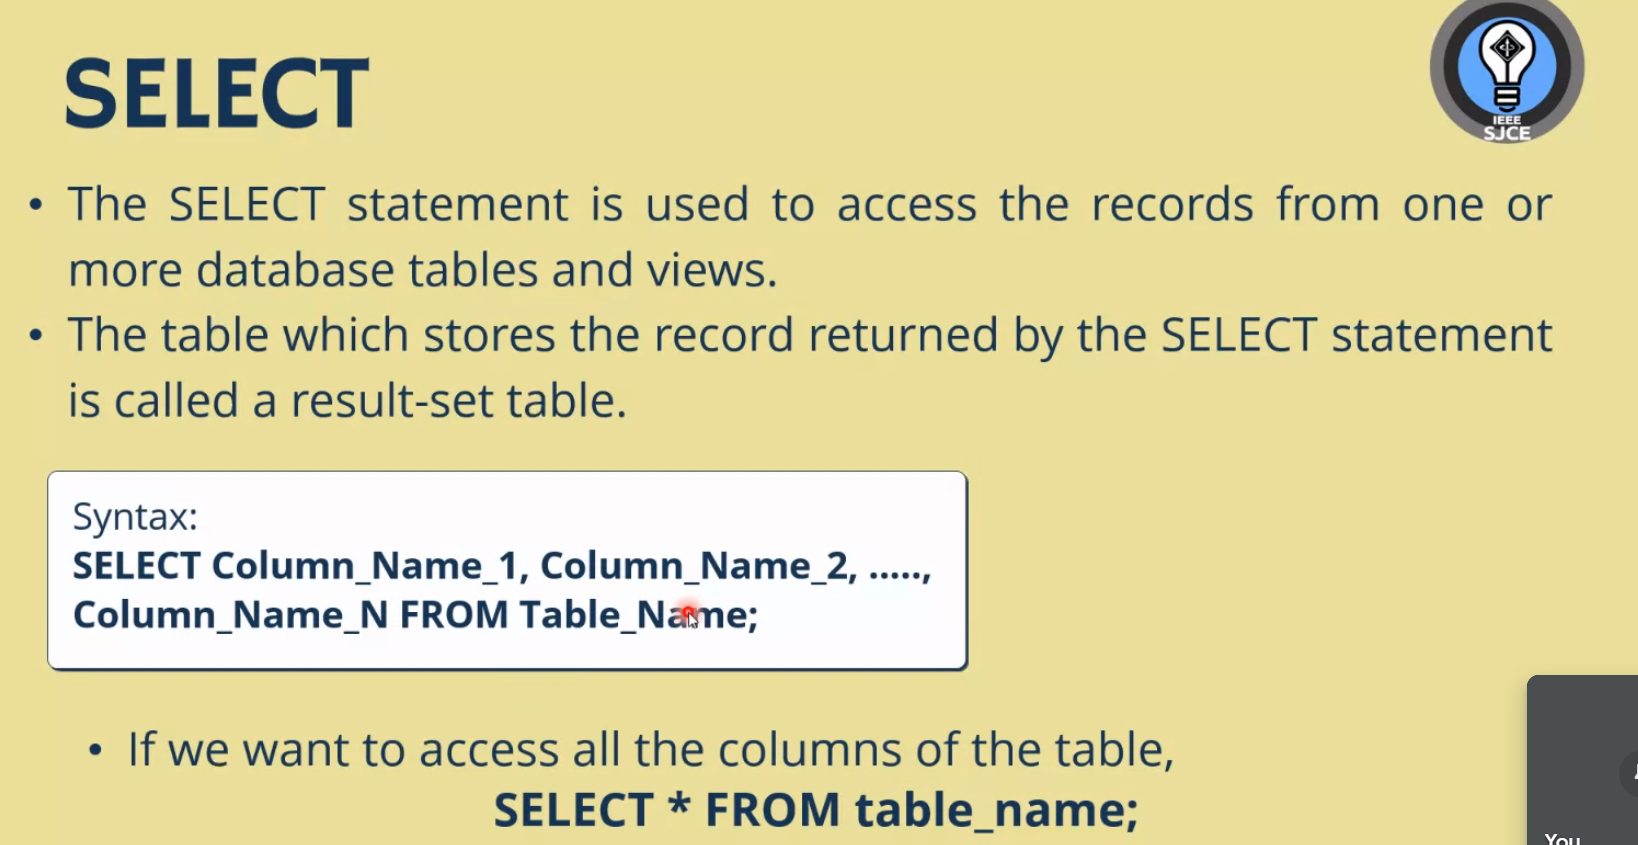 SELECT
IEEE
SJCE
• The SELECT statement is used to access the records from one or
more database tables and views.
• The table which stores the record returned by the SELECT statement
is called a result-set table.
Syntax:
SELECT Column_Name_1, Column_Name_2, .....,
Column_Name_N FROM Table_Name;
• If we want to access all the columns of the table,
SELECT * FROM table_name;
You